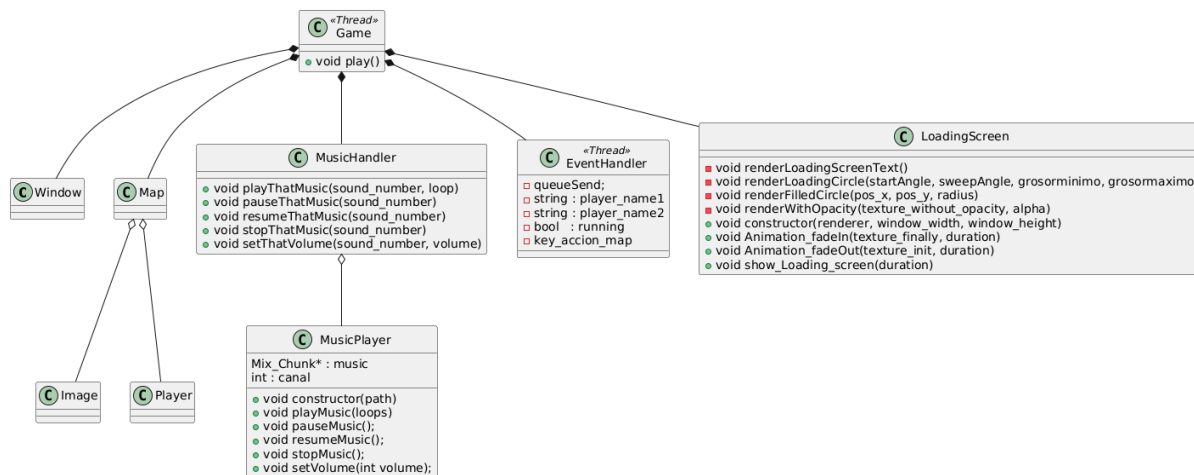 C
«Thread»
Game
void play()
C Window
C Map
C MusicHandler
void playThatMusic(sound_number, loop)
void pauseThatMusic(sound_number)
void resumeThatMusic(sound_number)
void stopThatMusic(sound_number)
void setThatVolume(sound_number, volume)
C
«Thread»
EventHandler
queueSend;
string : player_name1
string : player_name2
bool : running
key_accion_map
C LoadingScreen
void renderLoadingScreenText()
void renderLoadingCircle(startAngle, sweepAngle, grosorminimo, grosormaximo
void renderFilledCircle(pos_x, pos_y, radius)
void renderWithOpacity(texture_without_opacity, alpha)
void constructor(renderer, window_width, window_height)
void Animation_fadeIn(texture_finally, duration)
void Animation_fadeOut(texture_init, duration)
void show_Loading_screen(duration)
C Image
C Player
C MusicPlayer
Mix_Chunk* : music
int : canal
void constructor(path)
void playMusic(loops)
void pauseMusic();
void resumeMusic();
void stopMusic();
void setVolume(int volume);